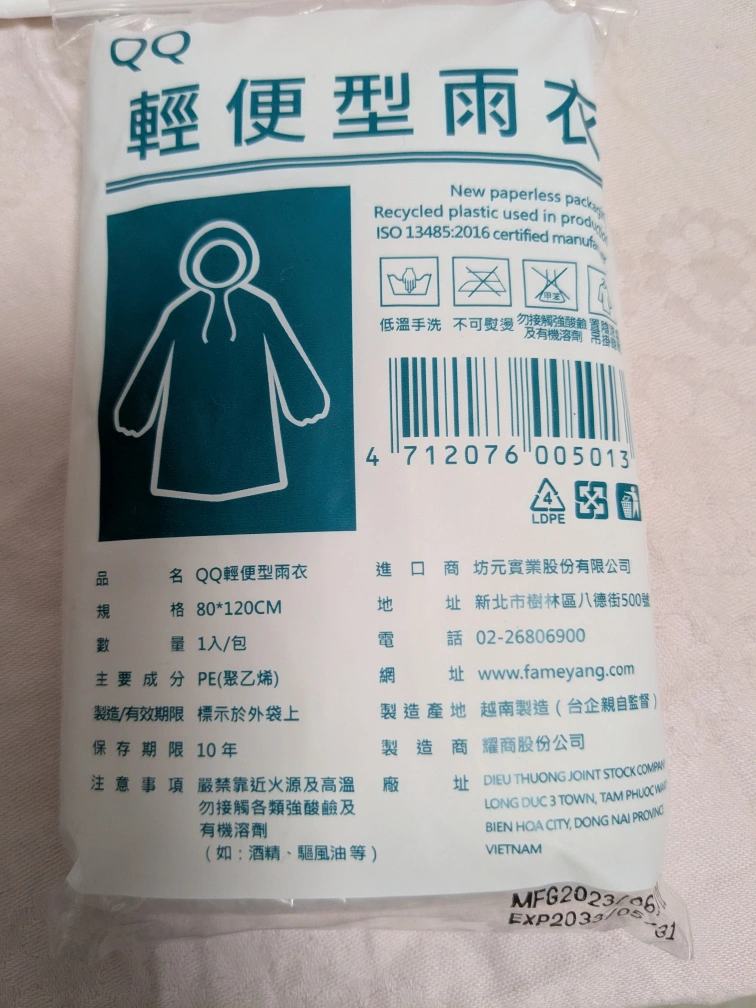 QQ
輕便型雨衣
New paperless
Recycled plastic used in
ISO 13485:2016 certified
低溫手洗 不可熨燙 勿接觸強酸鹼及有機溶劑
甲苯
4 712076 005013
4
LDPE
品名 QQ輕便型雨衣
規格 80*120CM
數量 1入/包
主要成分 PE(聚乙烯)
製造/有效期限 標示於外袋上
保存期限 10年
注意事項 嚴禁靠近火源及高溫
勿接觸各類強酸鹼及
有機溶劑
(如：酒精、驅風油等)
進口商 坊元實業股份有限公司
地址 新北市樹林區八德街500號
電話 02-26806900
網址 www.fameyang.com
製造產地 越南製造(台企親自監督)
製造商 耀商股份公司
廠址 DIEU THUONG JOINT STOCK COMPANY
LONG DUC 3 TOWN, TAM PHUOC
BIEN HOA CITY, DONG NAI PROVINCE
VIETNAM
MFG2023/06/
EXP2033/05/31